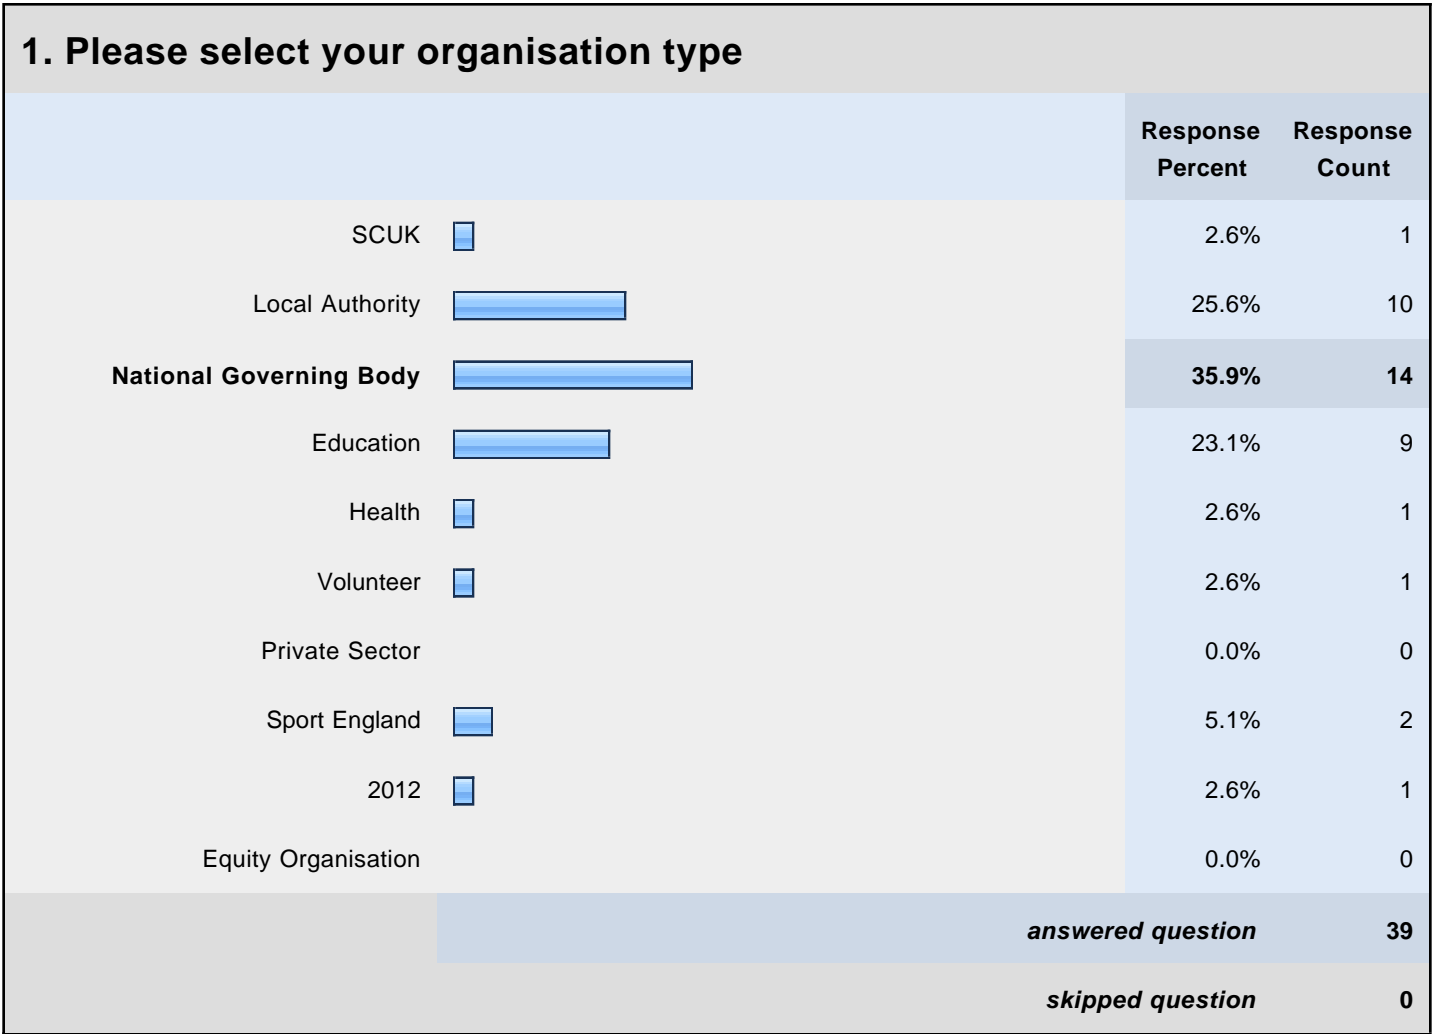 1. Please select your organisation type
Response Percent
Response Count
SCUK 2.6% 1
Local Authority 25.6% 10
National Governing Body 35.9% 14
Education 23.1% 9
Health 2.6% 1
Volunteer 2.6% 1
Private Sector 0.0% 0
Sport England 5.1% 2
2012 2.6% 1
Equity Organisation 0.0% 0
answered question 39
skipped question 0